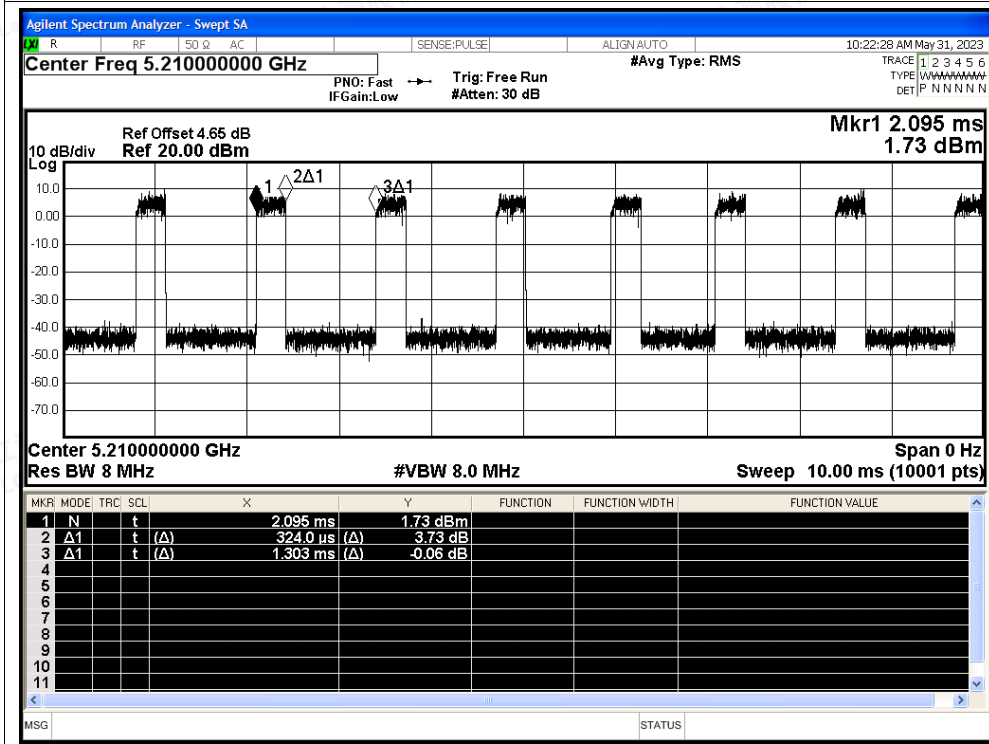 Agilent Spectrum Analyzer - Swept SA
LXI R RF 50 Ω AC SENSE:PULSE ALIGN AUTO 10:22:28 AM May 31, 2023
Center Freq 5.210000000 GHz #Avg Type: RMS TRACE 1 2 3 4 5 6
PNO: Fast Trig: Free Run TYPE
IFGain:Low #Atten: 30 dB DET P N N N N N
Mkr1 2.095 ms
Ref Offset 4.65 dB
10 dB/div Ref 20.00 dBm 1.73 dBm
Log
10.0
0.00
-10.0
-20.0
-30.0
-40.0
-50.0
-60.0
-70.0
1 2Δ1 3Δ1
Center 5.210000000 GHz Span 0 Hz
Res BW 8 MHz #VBW 8.0 MHz Sweep 10.00 ms (10001 pts)
MKR MODE TRC SCL X Y FUNCTION FUNCTION WIDTH FUNCTION VALUE
1 N t 2.095 ms 1.73 dBm
2 Δ1 t (Δ) 324.0 µs (Δ) 3.73 dB
3 Δ1 t (Δ) 1.303 ms (Δ) -0.06 dB
4
5
6
7
8
9
10
11
MSG STATUS